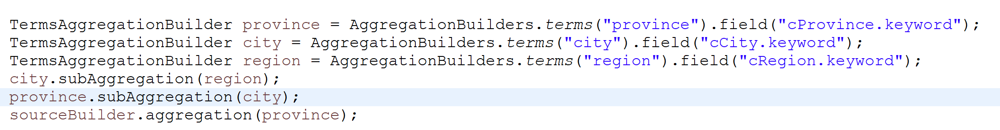 TermsAggregationBuilder province = AggregationBuilders.terms("province").field("cProvince.keyword");
TermsAggregationBuilder city = AggregationBuilders.terms("city").field("cCity.keyword");
TermsAggregationBuilder region = AggregationBuilders.terms("region").field("cRegion.keyword");
city.subAggregation(region);
province.subAggregation(city);
sourceBuilder.aggregation(province);